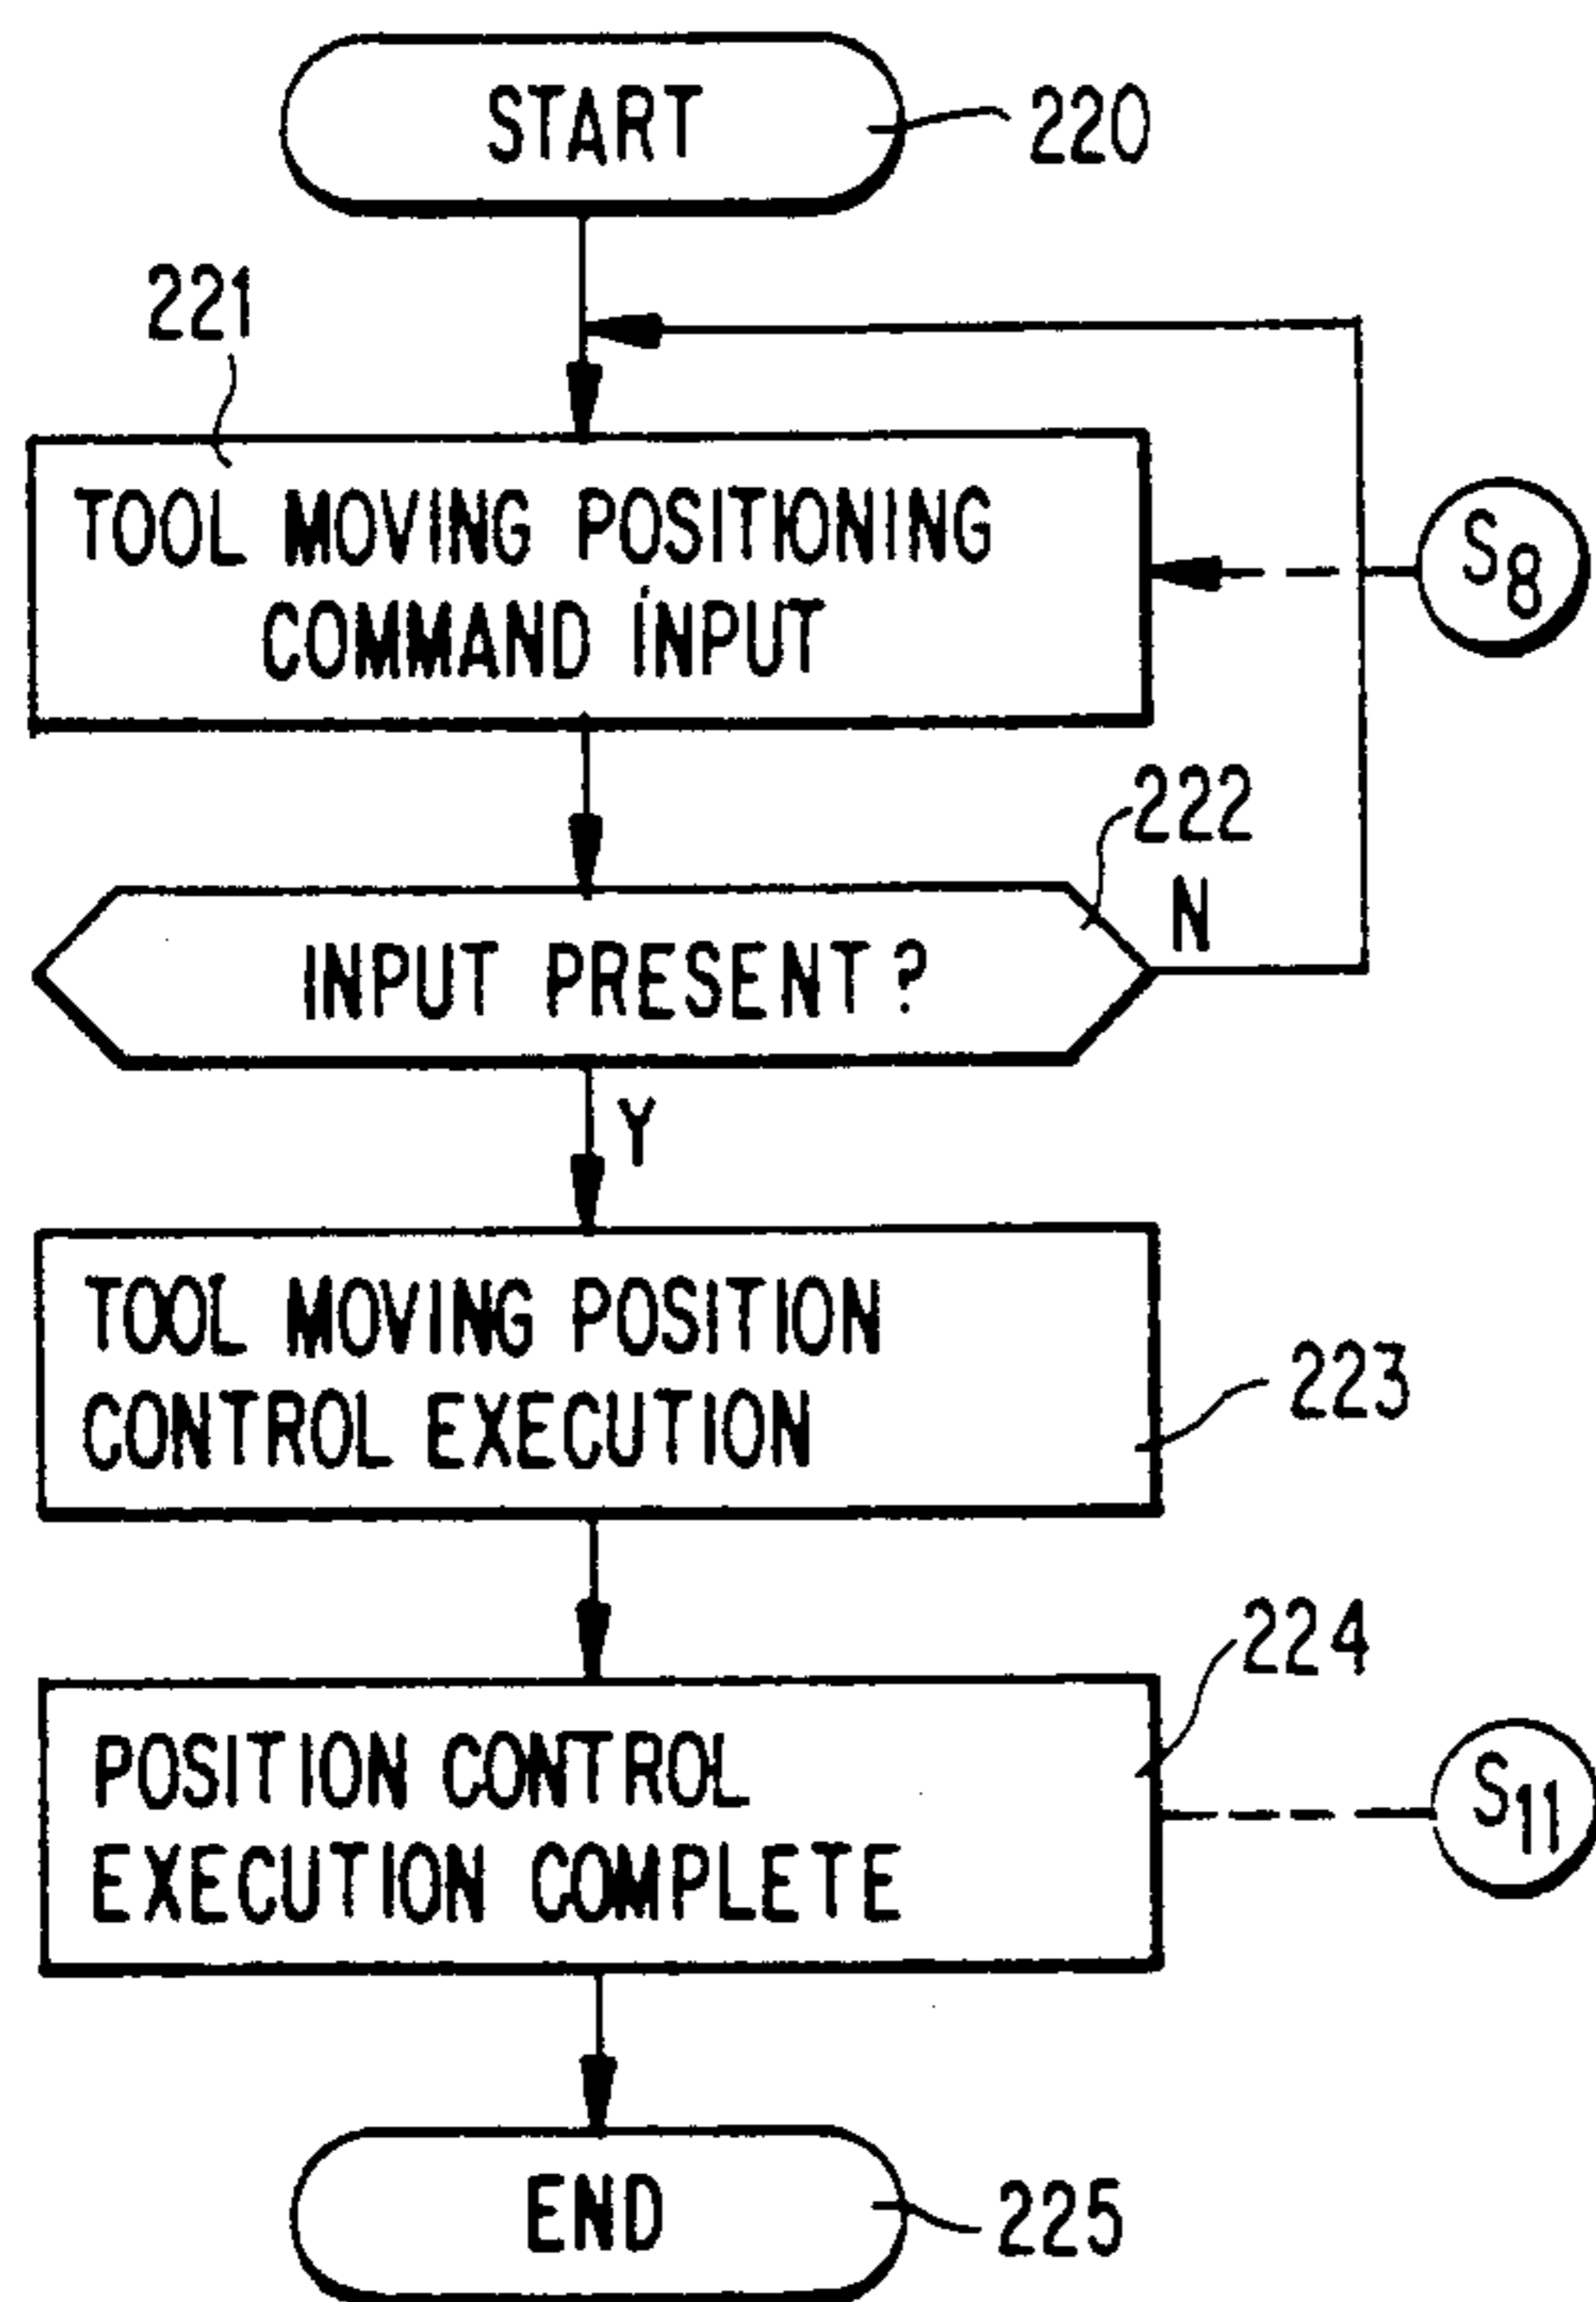 START
220
221
TOOL MOVING POSITIONING
COMMAND INPUT
S8
222
N
INPUT PRESENT?
Y
TOOL MOVING POSITION
CONTROL EXECUTION
223
224
POSITION CONTROL
EXECUTION COMPLETE
S11
END
225